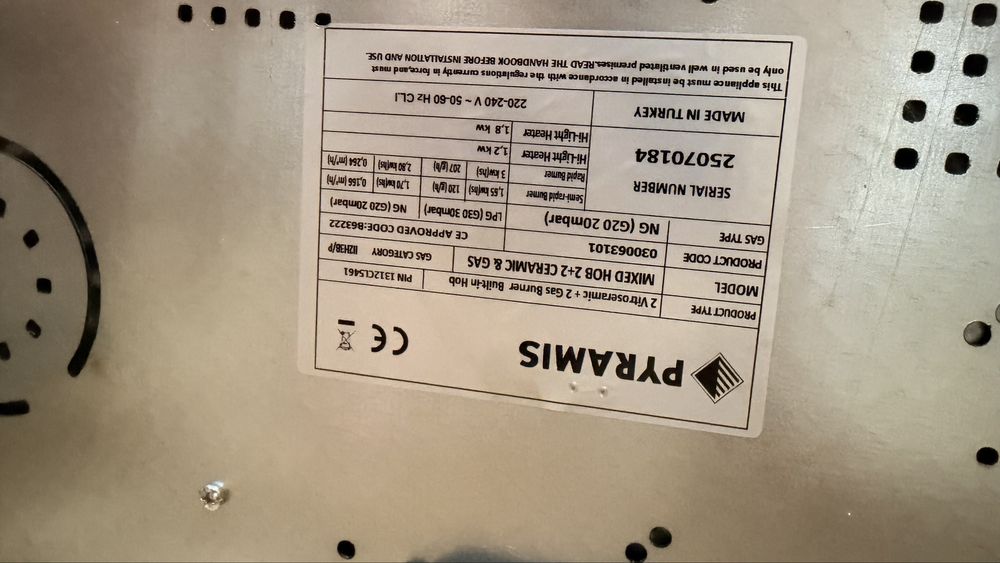 PYRAMIS CE
PRODUCT TYPE 2 Vitroseramic + 2 Gas Burner Built-in Hob PIN 1312CL5461
MODEL MIXED HOB 2+2 CERAMIC & GAS GAS CATEGORY II2H3B/P
PRODUCT CODE 030063101 CE APPROVED CODE:B63222
GAS TYPE NG (G20 20mbar) LPG (G30 30mbar) NG (G20 20mbar)
SERIAL NUMBER
25070184
Semi-rapid Burner 1,65 kw(hs) 120 (g/h) 1,70 kw(hs) 0,166 (m³/h)
Rapid Burner 3 kw(hs) 207 (g/h) 2,80 kw(hs) 0,264 (m³/h)
Hi-Light Heater 1,2 kw
Hi-Light Heater 1,8 kw
MADE IN TURKEY 220-240 V ~ 50-60 Hz CL.I
This appliance must be installed in accordance with the regulations currently in force,and must
only be used in well ventilated premises.READ THE HANDBOOK BEFORE INSTALLATION AND USE.